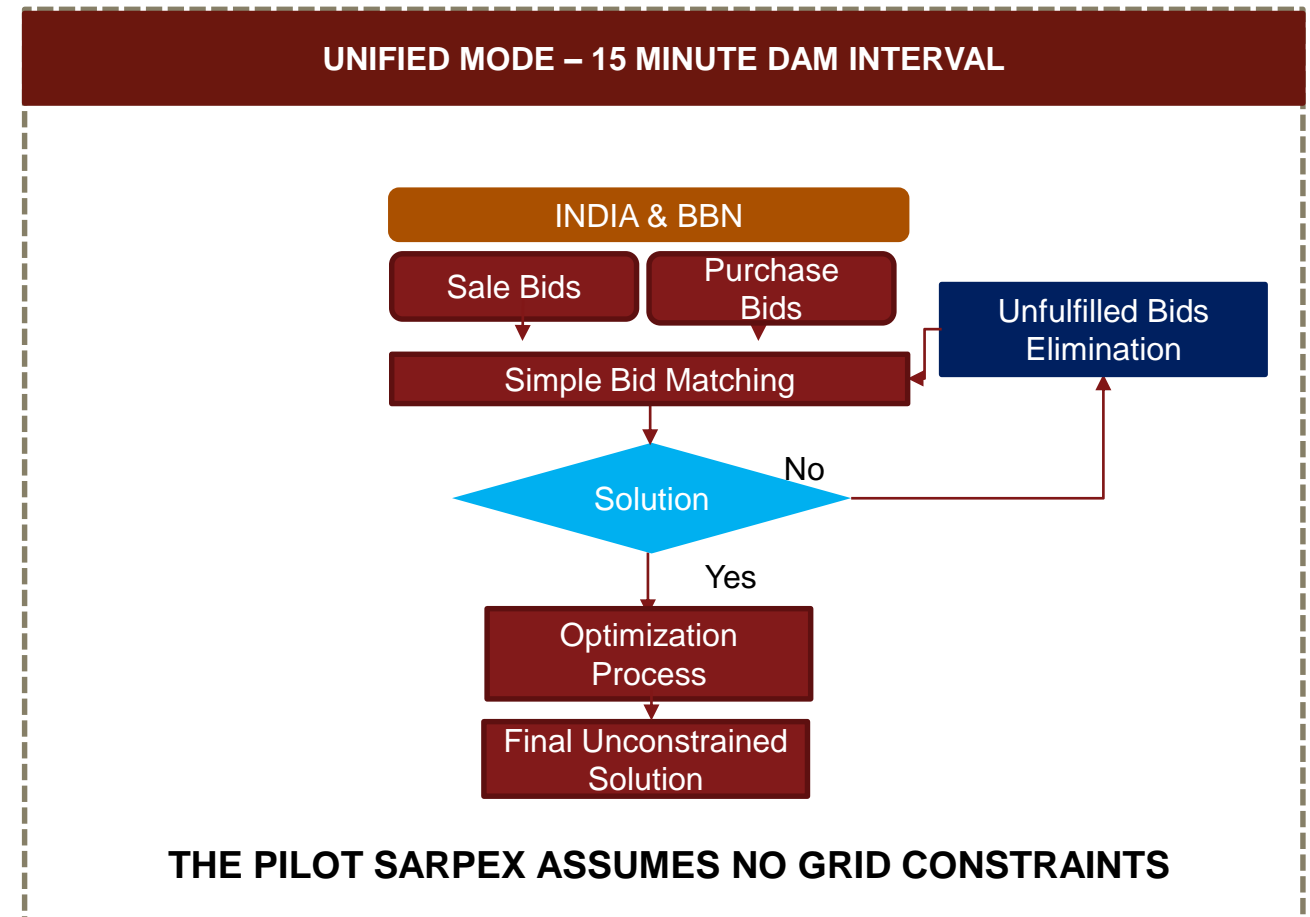 UNIFIED MODE – 15 MINUTE DAM INTERVAL
INDIA & BBN
Sale Bids
Purchase
Bids
Unfulfilled Bids
Elimination
Simple Bid Matching
No
Solution
Yes
Optimization
Process
Final Unconstrained
Solution
THE PILOT SARPEX ASSUMES NO GRID CONSTRAINTS